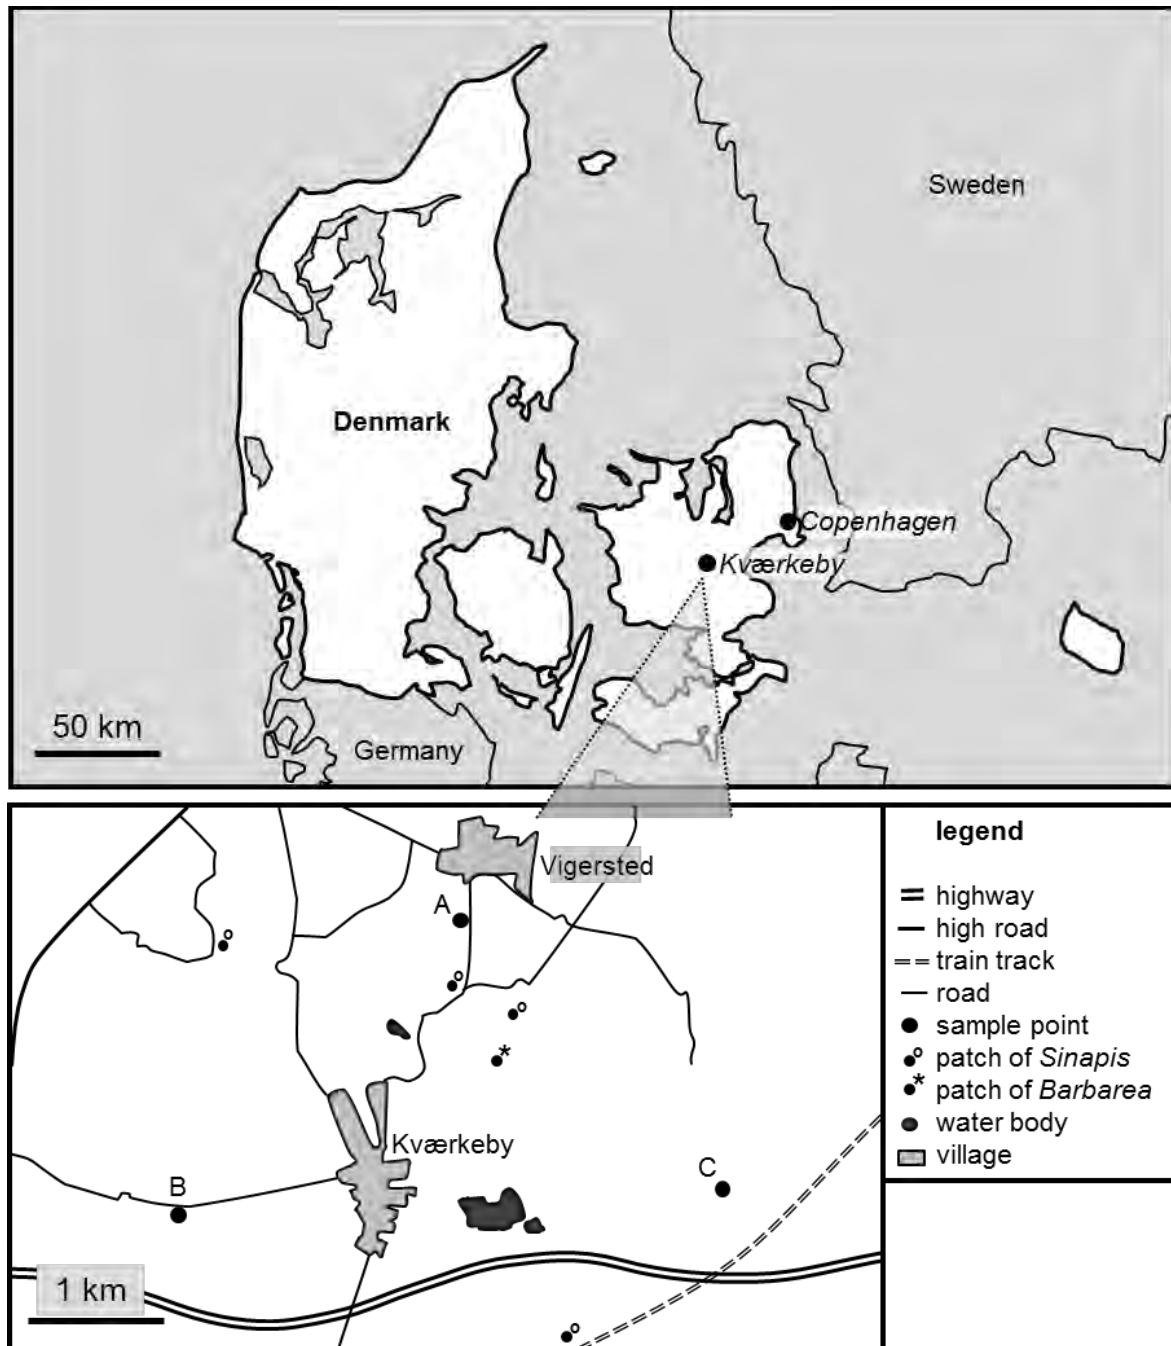 Sweden
Denmark
Copenhagen
Kværkeby
50 km
Germany
Vigersted
A
Kværkeby
B
C
1 km
legend
highway
high road
train track
road
sample point
patch of Sinapis
patch of Barbarea
water body
village